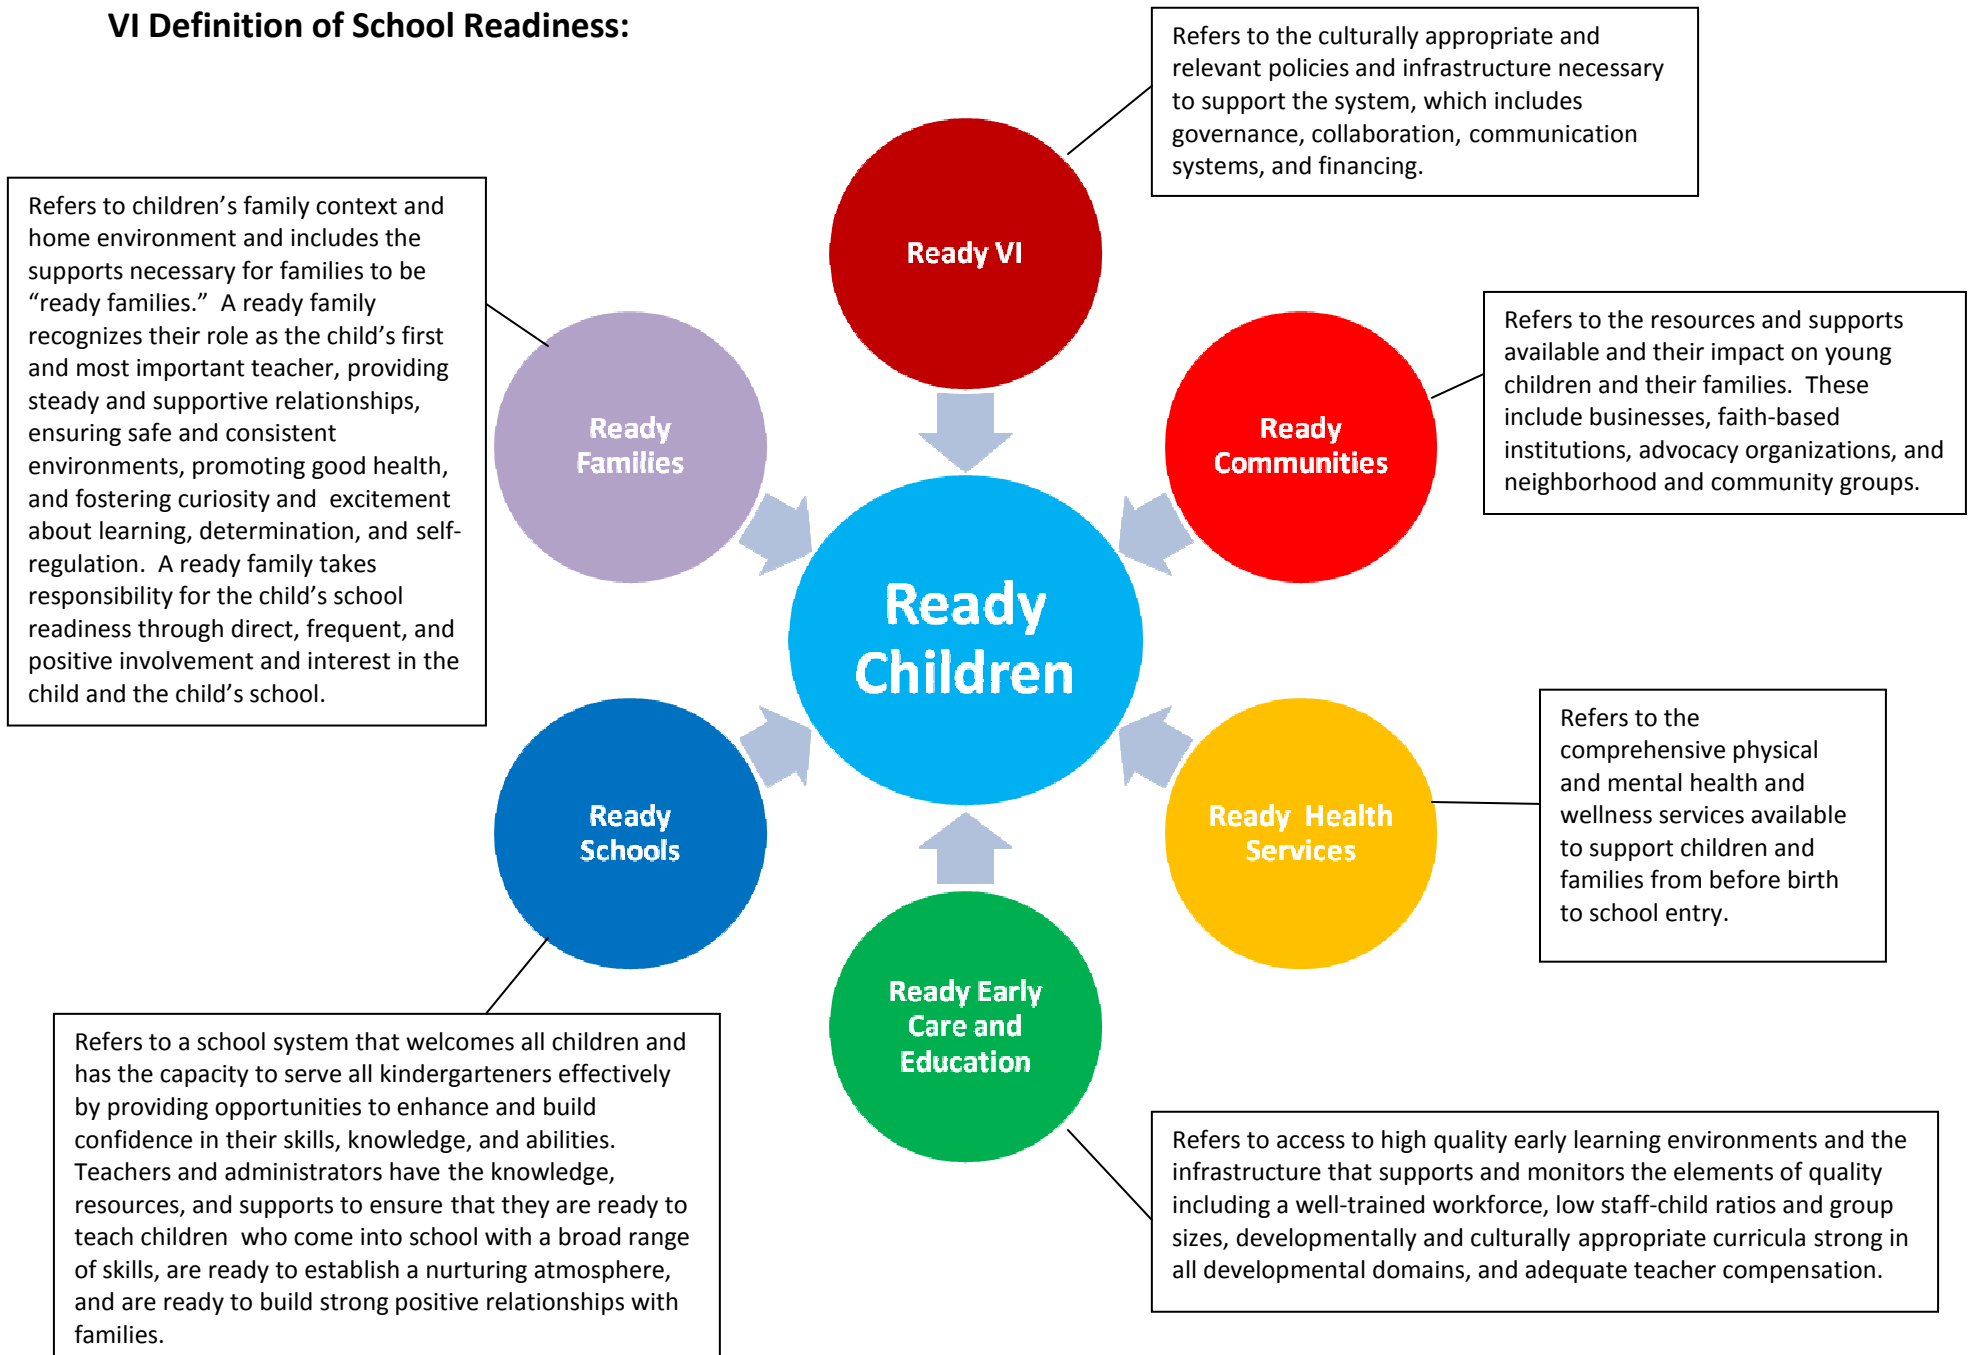 VI Definition of School Readiness:
Refers to the culturally appropriate and
relevant policies and infrastructure necessary
to support the system, which includes
governance, collaboration, communication
systems, and financing.
Ready VI
Refers to children’s family context and
home environment and includes the
supports necessary for families to be
“ready families.”  A ready family
recognizes their role as the child’s first
and most important teacher, providing
steady and supportive relationships,
ensuring safe and consistent
environments, promoting good health,
and fostering curiosity and  excitement
about learning, determination, and self-
regulation.  A ready family takes
responsibility for the child’s school
readiness through direct, frequent, and
positive involvement and interest in the
child and the child’s school.
Ready
Families
Ready
Communities
Refers to the resources and supports
available and their impact on young
children and their families.  These
include businesses, faith-based
institutions, advocacy organizations, and
neighborhood and community groups.
Ready
Children
Ready
Schools
Ready  Health
Services
Refers to the
comprehensive physical
and mental health and
wellness services available
to support children and
families from before birth
to school entry.
Ready Early
Care and
Education
Refers to a school system that welcomes all children and
has the capacity to serve all kindergarteners effectively
by providing opportunities to enhance and build
confidence in their skills, knowledge, and abilities.
Teachers and administrators have the knowledge,
resources, and supports to ensure that they are ready to
teach children  who come into school with a broad range
of skills, are ready to establish a nurturing atmosphere,
and are ready to build strong positive relationships with
families.
Refers to access to high quality early learning environments and the
infrastructure that supports and monitors the elements of quality
including a well-trained workforce, low staff-child ratios and group
sizes, developmentally and culturally appropriate curricula strong in
all developmental domains, and adequate teacher compensation.